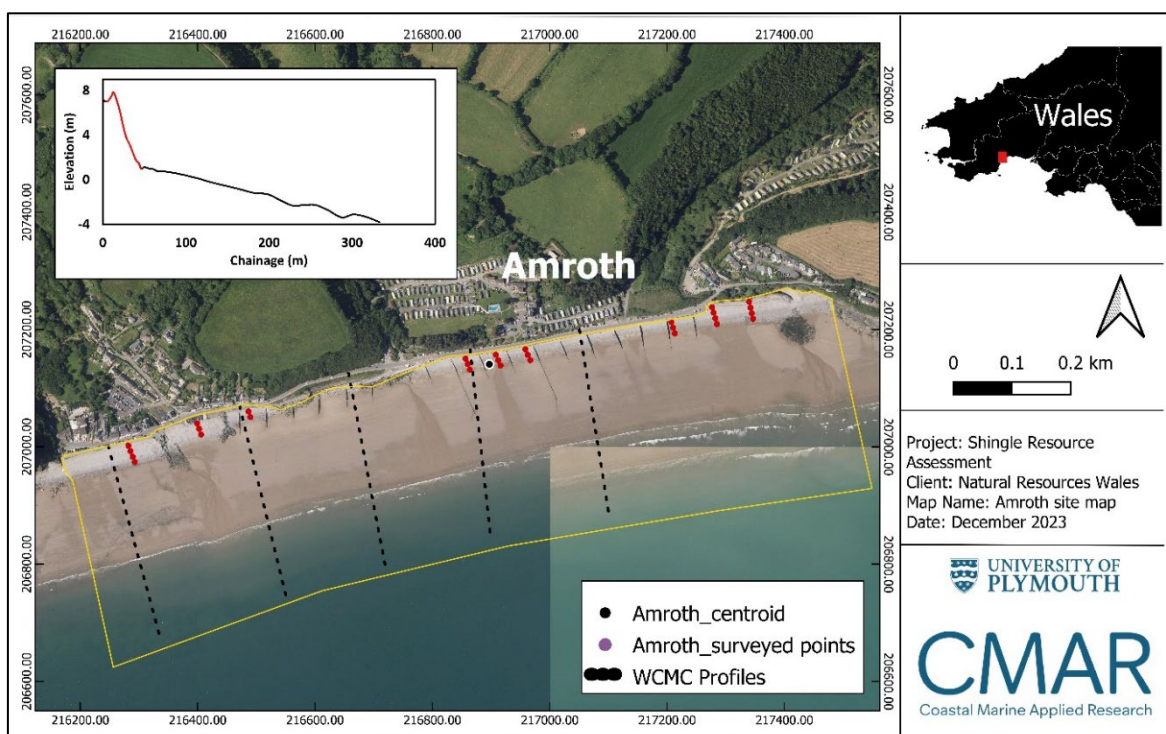 216200.00
216400.00
216600.00
216800.00
217000.00
217200.00
217400.00
207600.00
207600.00
207400.00
207400.00
207200.00
207200.00
207000.00
207000.00
206800.00
206800.00
206600.00
206600.00
8
4
0
-4
Elevation (m)
0
100
200
300
400
Chainage (m)
Amroth
Amroth_centroid
Amroth_surveyed points
WCMC Profiles
216200.00
216400.00
216600.00
216800.00
217000.00
217200.00
217400.00
Wales
0
0.1
0.2 km
Project: Shingle Resource
Assessment
Client: Natural Resources Wales
Map Name: Amroth site map
Date: December 2023
UNIVERSITY OF
PLYMOUTH
CMAR
Coastal Marine Applied Research